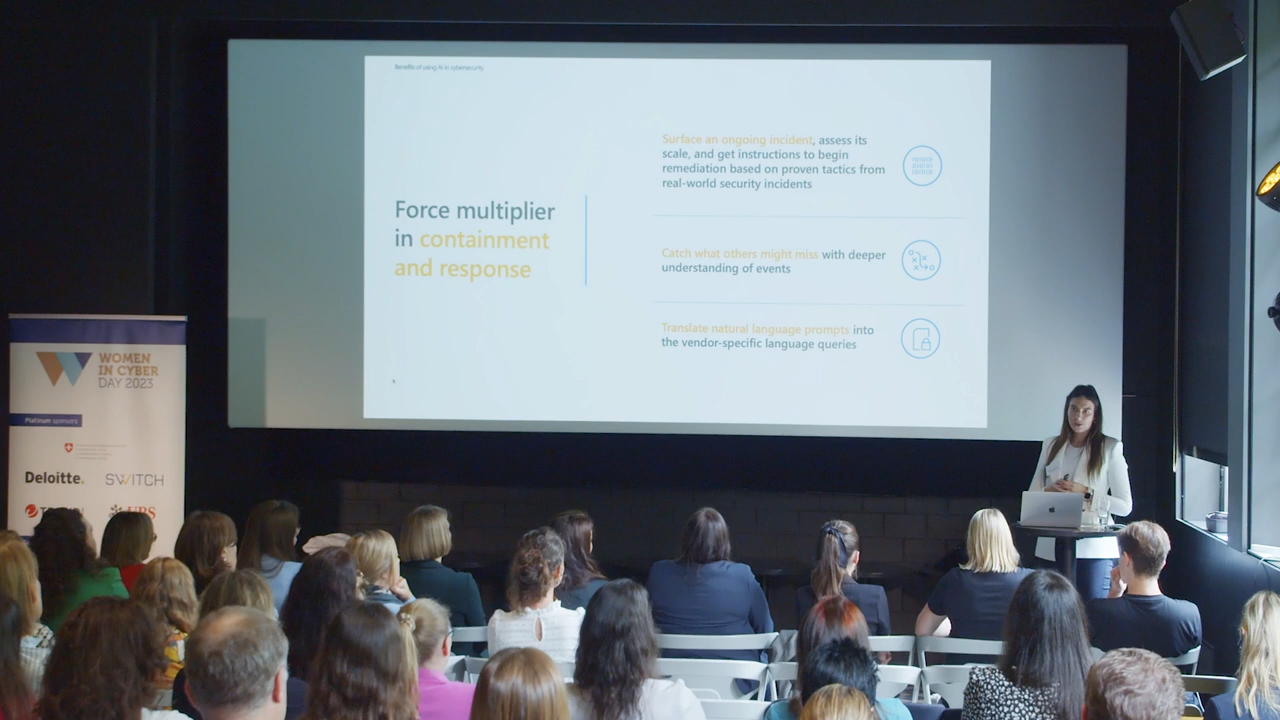 Benefits of using AI in cybersecurity
Force multiplier
in containment
and response
Surface an ongoing incident, assess its
scale, and get instructions to begin
remediation based on proven tactics from
real-world security incidents
Catch what others might miss with deeper
understanding of events
Translate natural language prompts into
the vendor-specific language queries
WOMEN
IN CYBER
DAY 2023
Platinum sponsors
Deloitte.
SWITCH
UBS